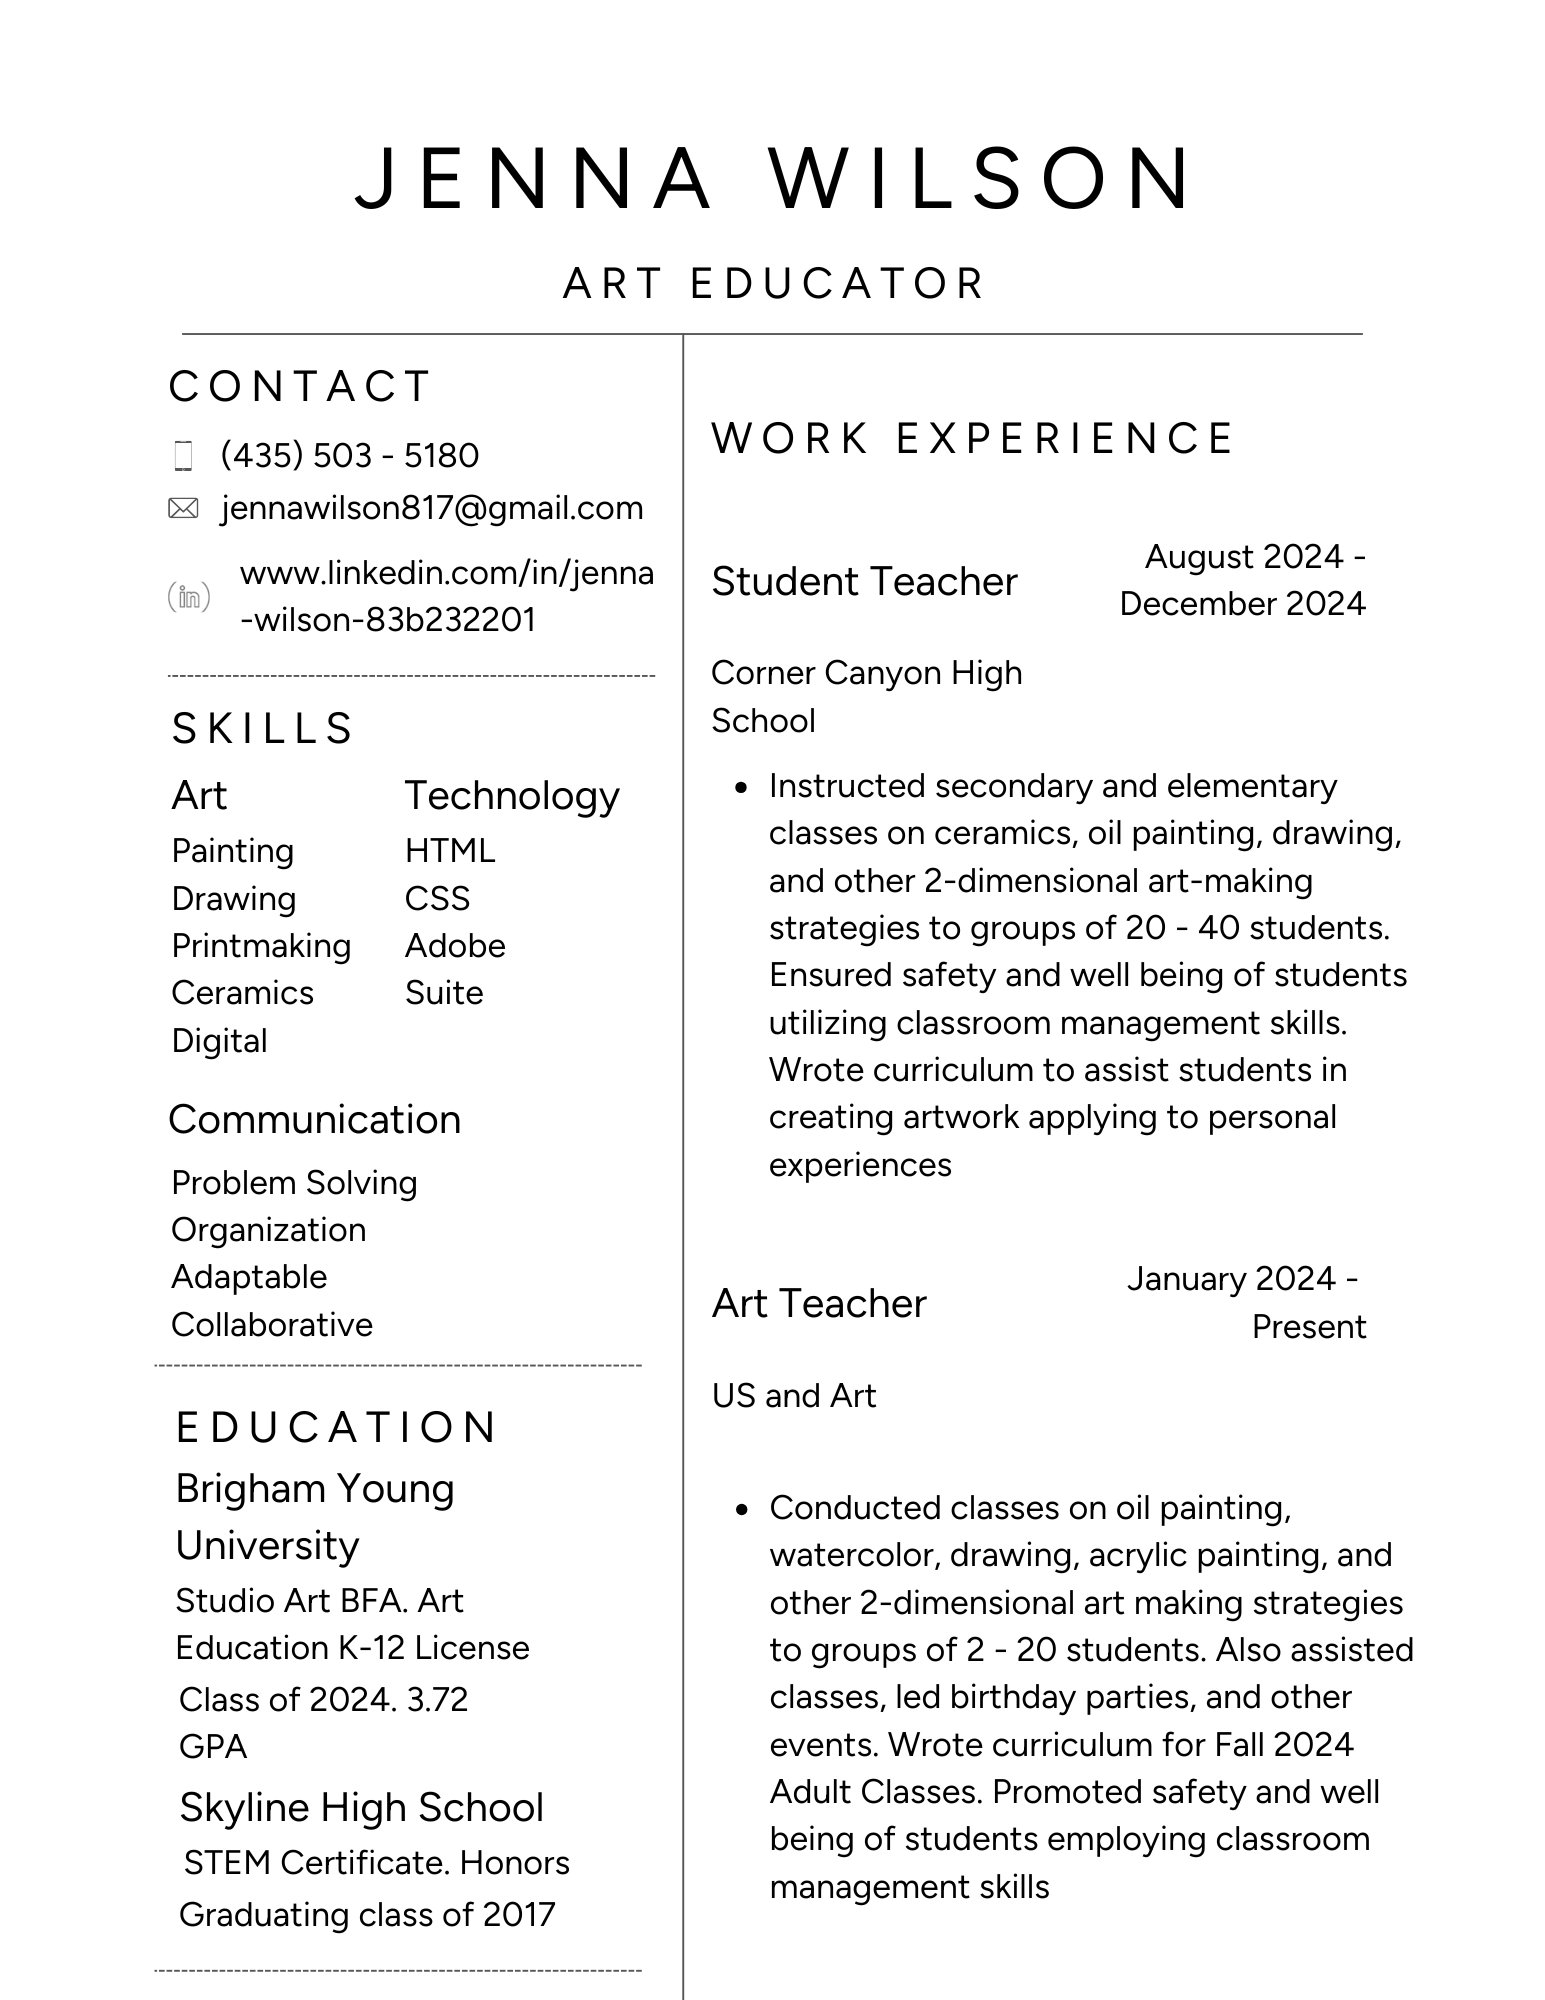 JENNA WILSON
ART EDUCATOR
CONTACT
(435) 503 - 5180
jennawilson817@gmail.com
www.linkedin.com/in/jenna
-wilson-83b232201
SKILLS
Art
Painting
Drawing
Printmaking
Ceramics
Digital
Technology
HTML
CSS
Adobe
Suite
Communication
Problem Solving
Organization
Adaptable
Collaborative
EDUCATION
Brigham Young
University
Studio Art BFA. Art
Education K-12 License
Class of 2024. 3.72
GPA
Skyline High School
STEM Certificate. Honors
Graduating class of 2017
WORK EXPERIENCE
Student Teacher
August 2024 -
December 2024
Corner Canyon High
School
• Instructed secondary and elementary
classes on ceramics, oil painting, drawing,
and other 2-dimensional art-making
strategies to groups of 20 - 40 students.
Ensured safety and well being of students
utilizing classroom management skills.
Wrote curriculum to assist students in
creating artwork applying to personal
experiences
Art Teacher
January 2024 -
Present
US and Art
• Conducted classes on oil painting,
watercolor, drawing, acrylic painting, and
other 2-dimensional art making strategies
to groups of 2 - 20 students. Also assisted
classes, led birthday parties, and other
events. Wrote curriculum for Fall 2024
Adult Classes. Promoted safety and well
being of students employing classroom
management skills